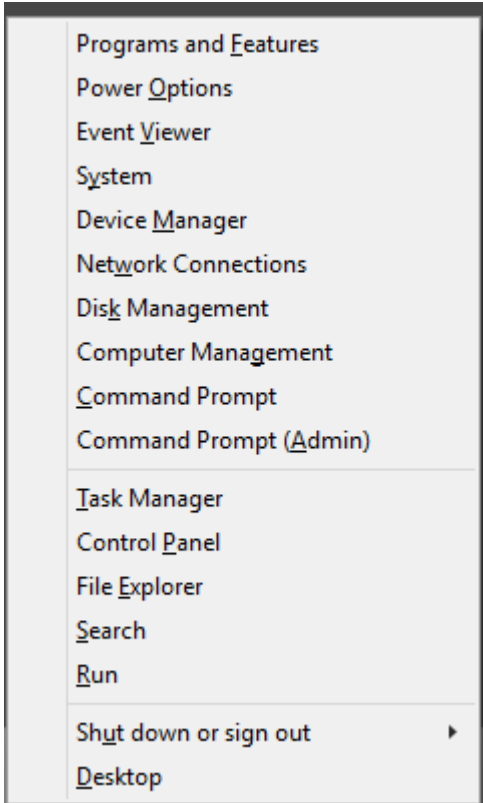 Programs and Features
Power Options
Event Viewer
System
Device Manager
Network Connections
Disk Management
Computer Management
Command Prompt
Command Prompt (Admin)
Task Manager
Control Panel
File Explorer
Search
Run
Shut down or sign out
Desktop